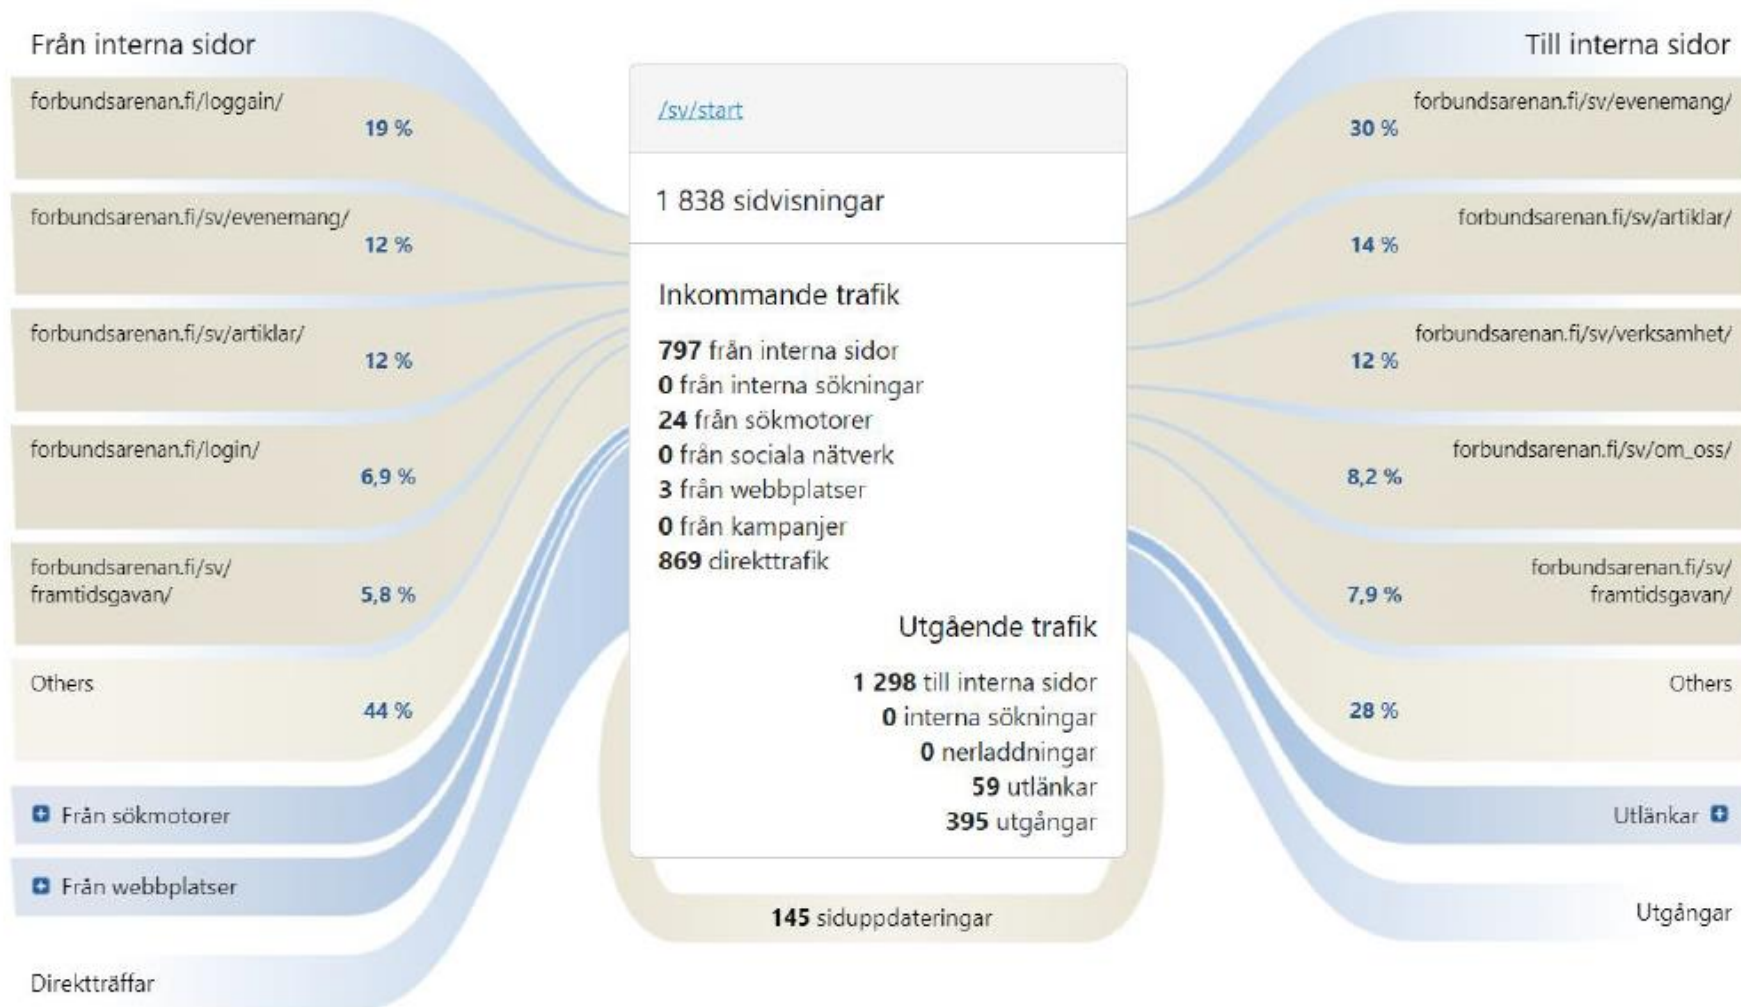 Från interna sidor
forbundsarenan.fi/loggain/
19 %
forbundsarenan.fi/sv/evenemang/
12 %
forbundsarenan.fi/sv/artiklar/
12 %
forbundsarenan.fi/login/
6,9 %
forbundsarenan.fi/sv/
framtidsgavan/
5,8 %
Others
44 %
Från sökmotorer
Från webbplatser
Direktträffar
/sv/start
1 838 sidvisningar
Inkommande trafik
797 från interna sidor
0 från interna sökningar
24 från sökmotorer
0 från sociala nätverk
3 från webbplatser
0 från kampanjer
869 direkttrafik
Utgående trafik
1 298 till interna sidor
0 interna sökningar
0 nerladdningar
59 utlänkar
395 utgångar
145 siduppdateringar
Till interna sidor
forbundsarenan.fi/sv/evenemang/
30 %
forbundsarenan.fi/sv/artiklar/
14 %
forbundsarenan.fi/sv/verksamhet/
12 %
forbundsarenan.fi/sv/om_oss/
8,2 %
forbundsarenan.fi/sv/
framtidsgavan/
7,9 %
Others
28 %
Utlänkar
Utgångar